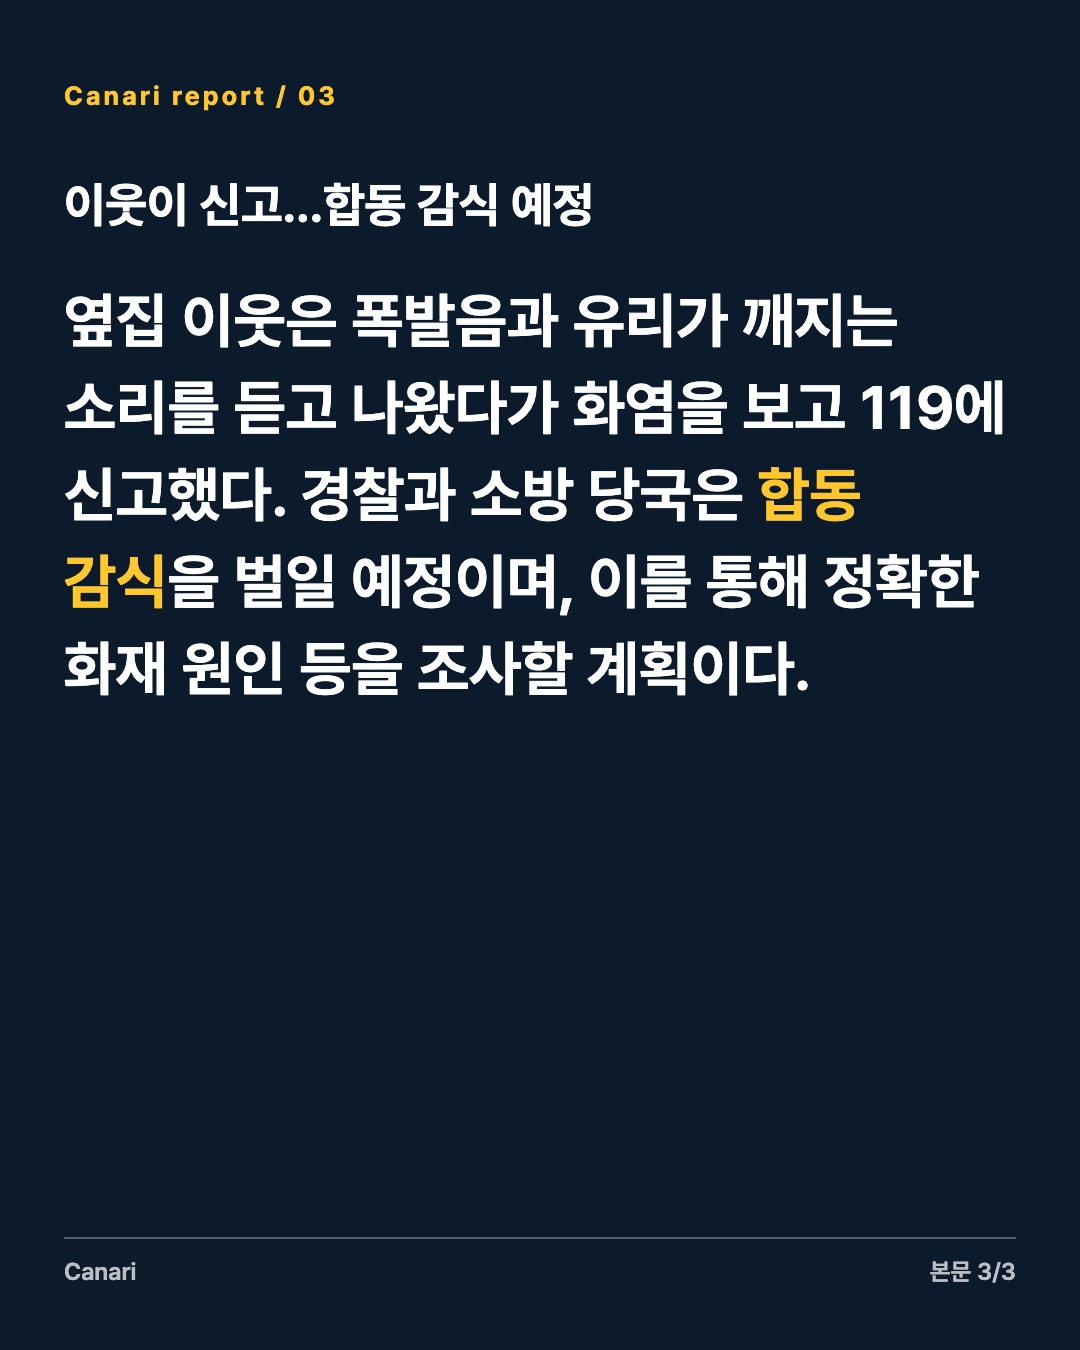 Canari report / 03
이웃이 신고...합동 감식 예정
옆집 이웃은 폭발음과 유리가 깨지는
소리를 듣고 나왔다가 화염을 보고 119에
신고했다. 경찰과 소방 당국은 합동
감식을 벌일 예정이며, 이를 통해 정확한
화재 원인 등을 조사할 계획이다.
Canari
본문 3/3